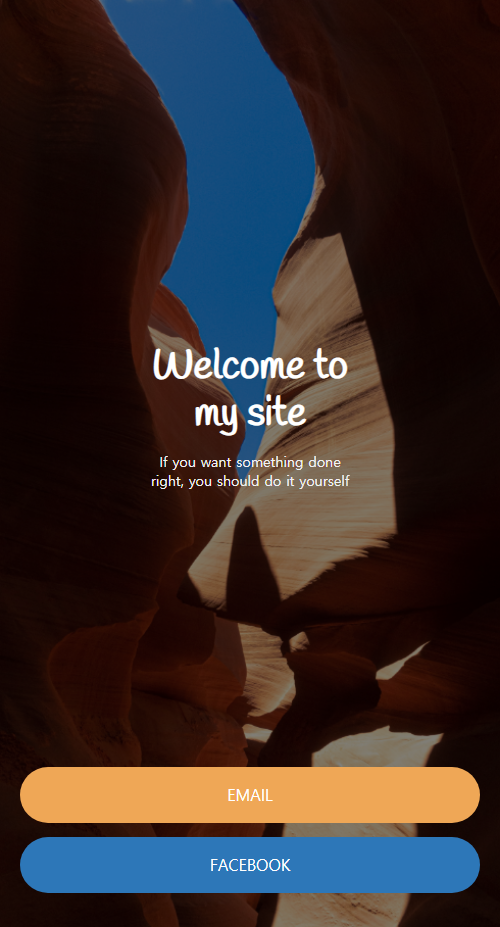 Welcome to
my site
If you want something done
right, you should do it yourself
EMAIL
FACEBOOK